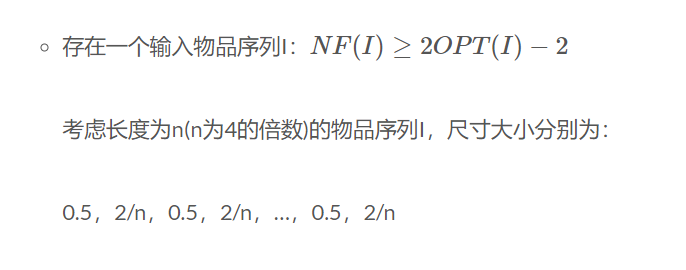 存在一个输入物品序列I：NF(I) ≥ 2OPT(I) − 2
考虑长度为n(n为4的倍数)的物品序列I，尺寸大小分别为：
0.5，2/n，0.5，2/n，...，0.5，2/n